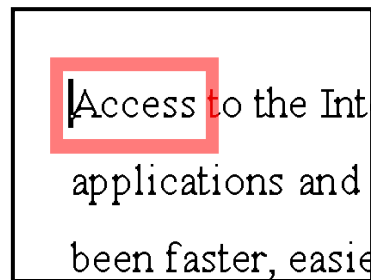 Access to the Int
applications and
been faster, easie